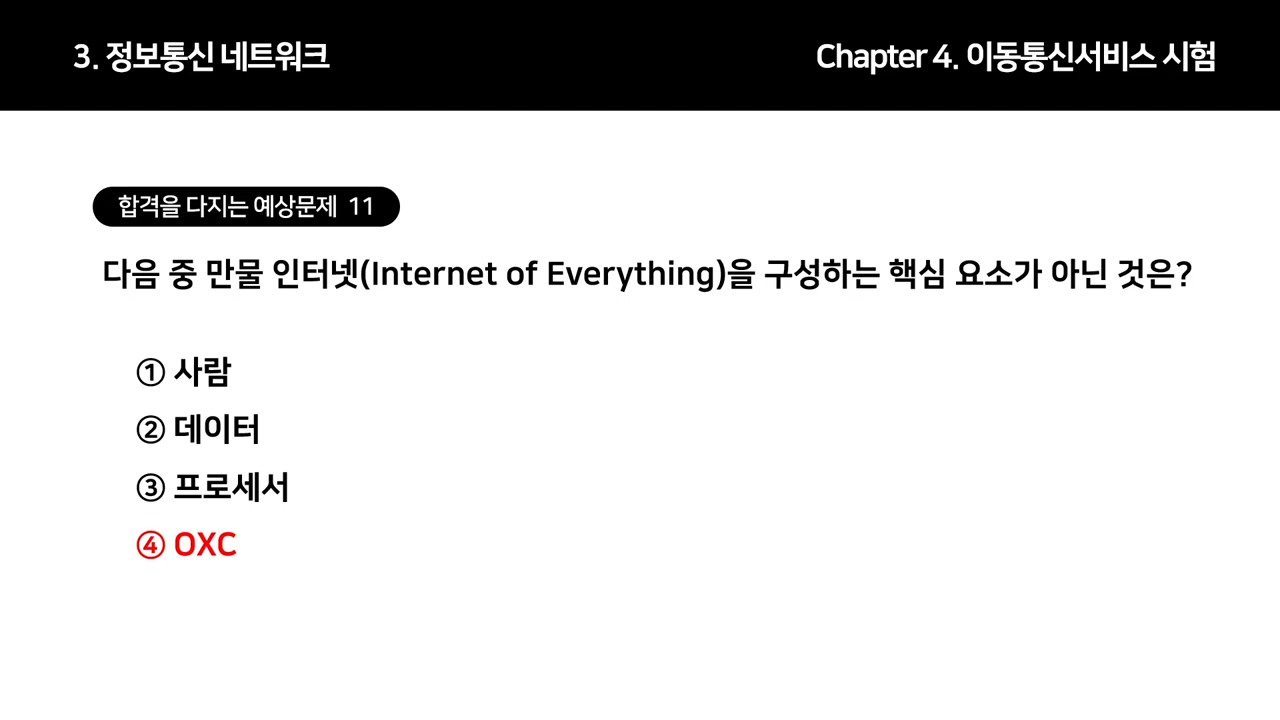 3. 정보통신 네트워크
Chapter 4. 이동통신서비스 시험
합격을 다지는 예상문제 11
다음 중 만물 인터넷(Internet of Everything)을 구성하는 핵심 요소가 아닌 것은?
① 사람
② 데이터
③ 프로세서
④ OXC